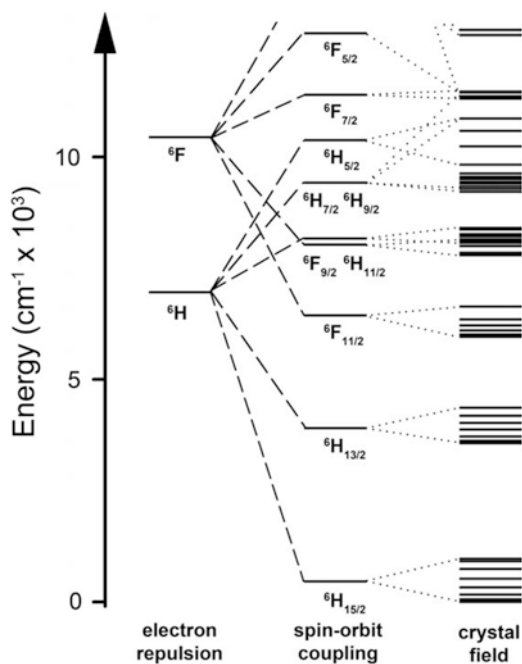 ⁶F₅/₂
⁶F₇/₂
⁶F
⁶H₅/₂
10
⁶H₇/₂ ⁶H₉/₂
⁶F₉/₂ ⁶H₁₁/₂
⁶H
⁶F₁₁/₂
Energy (cm⁻¹ x 10³)
5
⁶H₁₃/₂
0
⁶H₁₅/₂
electron
repulsion
spin-orbit
coupling
crystal
field